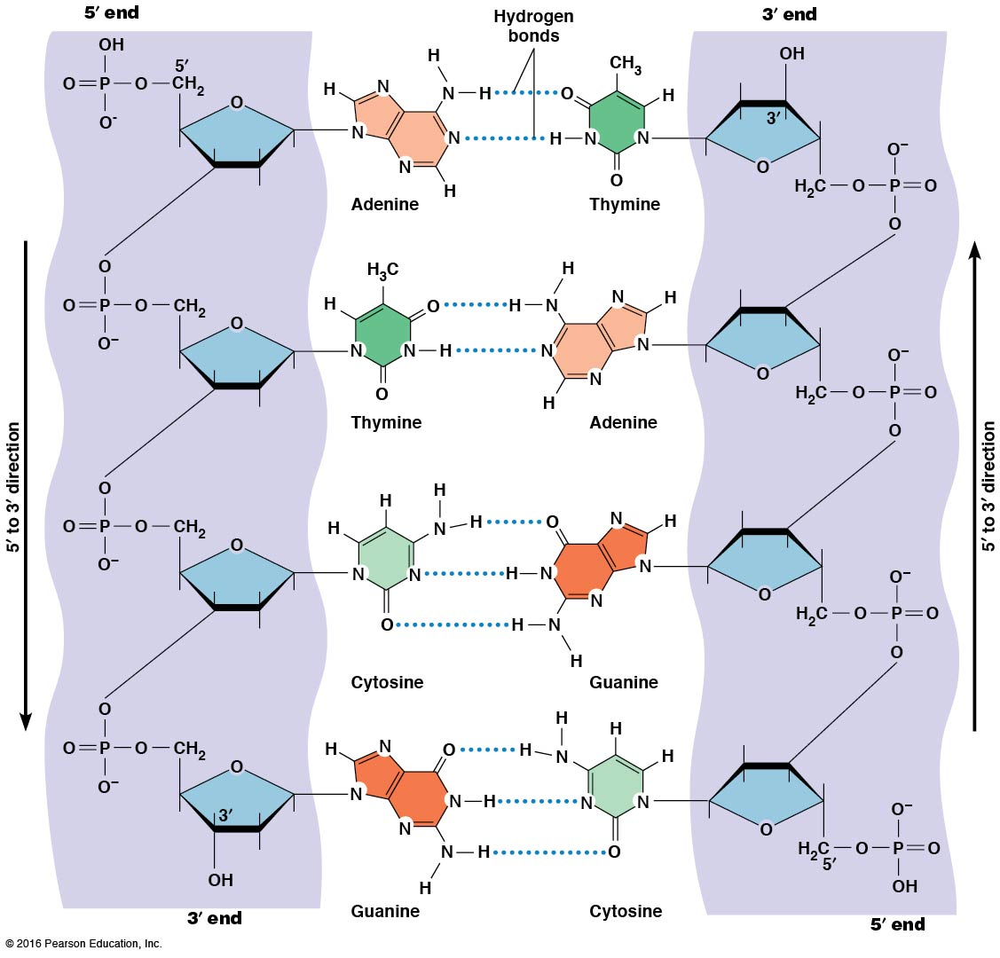 5′ end
Hydrogen
bonds
3′ end
OH
O=P—O—CH₂
5′
O⁻
O
H
N
N
N
N
N—H
H
H
Adenine
CH₃
O
H
H—N
N
O
Thymine
OH
3′
O
H₂C—O—P=O
O⁻
O
O
O=P—O—CH₂
O⁻
O
H₃C
H
O
N
N—H
O
Thymine
H
H—N
N
H
N
N
N
H
Adenine
O
H₂C—O—P=O
O⁻
O
5′ to 3′ direction
5′ to 3′ direction
O
O=P—O—CH₂
O⁻
O
H
H
H
N—H
N
N
O
Cytosine
O
N
H
H—N
N
N
H—N
H
Guanine
O
H₂C—O—P=O
O⁻
O
O
O=P—O—CH₂
O⁻
O
3′
OH
H
N
O
N
N—H
N
N—H
H
Guanine
H
H
H—N
H
N
N
O
Cytosine
O
H₂C—O—P=O
5′
O⁻
OH
3′ end
5′ end
© 2016 Pearson Education, Inc.